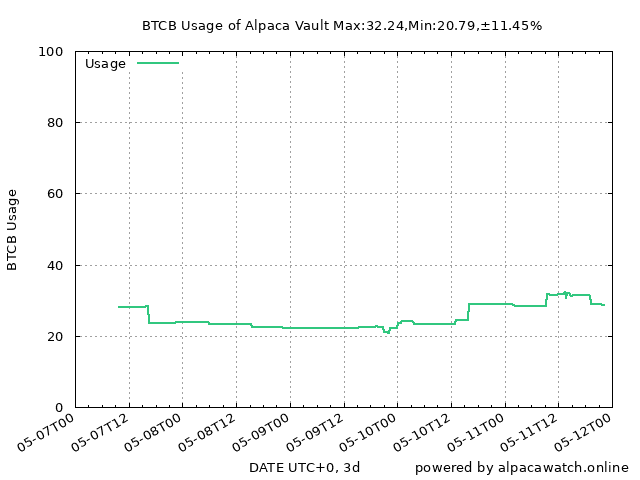 BTCB Usage of Alpaca Vault Max:32.24,Min:20.79,±11.45%
Usage
100
80
60
40
20
0
BTCB Usage
05-07T00
05-07T12
05-08T00
05-08T12
05-09T00
05-09T12
05-10T00
05-10T12
05-11T00
05-11T12
05-12T00
DATE UTC+0, 3d
powered by alpacawatch.online